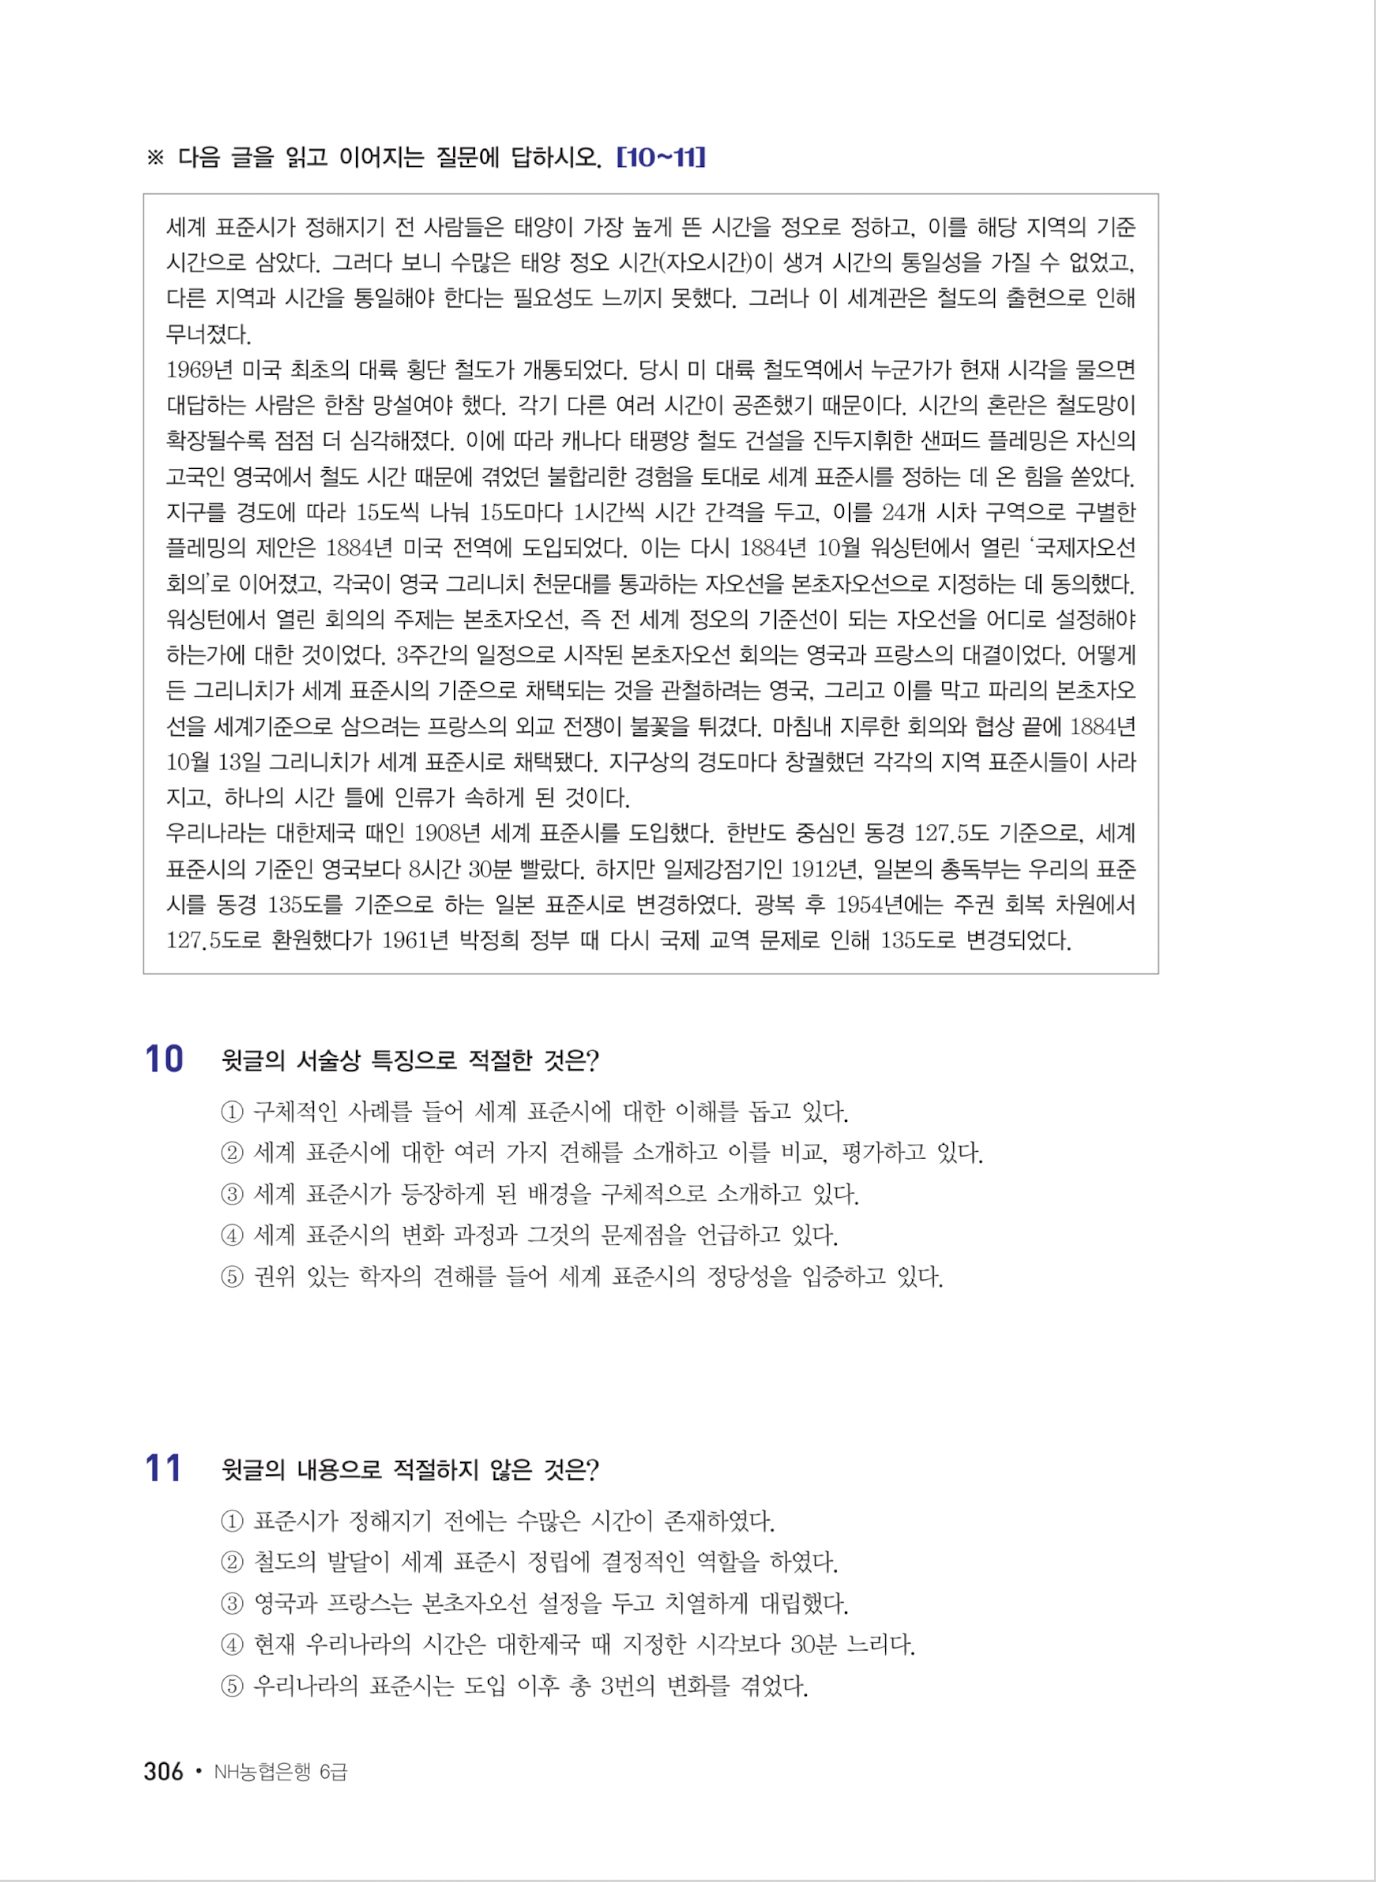 ※ 다음 글을 읽고 이어지는 질문에 답하시오. [10~11]
세계 표준시가 정해지기 전 사람들은 태양이 가장 높게 뜬 시간을 정오로 정하고, 이를 해당 지역의 기준
시간으로 삼았다. 그러다 보니 수많은 태양 정오 시간(자오시간)이 생겨 시간의 통일성을 가질 수 없었고,
다른 지역과 시간을 통일해야 한다는 필요성도 느끼지 못했다. 그러나 이 세계관은 철도의 출현으로 인해
무너졌다.
1969년 미국 최초의 대륙 횡단 철도가 개통되었다. 당시 미 대륙 철도역에서 누군가가 현재 시각을 물으면
대답하는 사람은 한참 망설여야 했다. 각기 다른 여러 시간이 공존했기 때문이다. 시간의 혼란은 철도망이
확장될수록 점점 더 심각해졌다. 이에 따라 캐나다 태평양 철도 건설을 진두지휘한 샌퍼드 플레밍은 자신의
고국인 영국에서 철도 시간 때문에 겪었던 불합리한 경험을 토대로 세계 표준시를 정하는 데 온 힘을 쏟았다.
지구를 경도에 따라 15도씩 나눠 15도마다 1시간씩 시간 간격을 두고, 이를 24개 시차 구역으로 구별한
플레밍의 제안은 1884년 미국 전역에 도입되었다. 이는 다시 1884년 10월 워싱턴에서 열린 ‘국제자오선
회의’로 이어졌고, 각국이 영국 그리니치 천문대를 통과하는 자오선을 본초자오선으로 지정하는 데 동의했다.
워싱턴에서 열린 회의의 주제는 본초자오선, 즉 전 세계 정오의 기준선이 되는 자오선을 어디로 설정해야
하는가에 대한 것이었다. 3주간의 일정으로 시작된 본초자오선 회의는 영국과 프랑스의 대결이었다. 어떻게
든 그리니치가 세계 표준시의 기준으로 채택되는 것을 관철하려는 영국, 그리고 이를 막고 파리의 본초자오
선을 세계기준으로 삼으려는 프랑스의 외교 전쟁이 불꽃을 튀겼다. 마침내 지루한 회의와 협상 끝에 1884년
10월 13일 그리니치가 세계 표준시로 채택됐다. 지구상의 경도마다 창궐했던 각각의 지역 표준시들이 사라
지고, 하나의 시간 틀에 인류가 속하게 된 것이다.
우리나라는 대한제국 때인 1908년 세계 표준시를 도입했다. 한반도 중심인 동경 127.5도 기준으로, 세계
표준시의 기준인 영국보다 8시간 30분 빨랐다. 하지만 일제강점기인 1912년, 일본의 총독부는 우리의 표준
시를 동경 135도를 기준으로 하는 일본 표준시로 변경하였다. 광복 후 1954년에는 주권 회복 차원에서
127.5도로 환원했다가 1961년 박정희 정부 때 다시 국제 교역 문제로 인해 135도로 변경되었다.
10 윗글의 서술상 특징으로 적절한 것은?
① 구체적인 사례를 들어 세계 표준시에 대한 이해를 돕고 있다.
② 세계 표준시에 대한 여러 가지 견해를 소개하고 이를 비교, 평가하고 있다.
③ 세계 표준시가 등장하게 된 배경을 구체적으로 소개하고 있다.
④ 세계 표준시의 변화 과정과 그것의 문제점을 언급하고 있다.
⑤ 권위 있는 학자의 견해를 들어 세계 표준시의 정당성을 입증하고 있다.
11 윗글의 내용으로 적절하지 않은 것은?
① 표준시가 정해지기 전에는 수많은 시간이 존재하였다.
② 철도의 발달이 세계 표준시 정립에 결정적인 역할을 하였다.
③ 영국과 프랑스는 본초자오선 설정을 두고 치열하게 대립했다.
④ 현재 우리나라의 시간은 대한제국 때 지정한 시각보다 30분 느리다.
⑤ 우리나라의 표준시는 도입 이후 총 3번의 변화를 겪었다.
306 • NH농협은행 6급